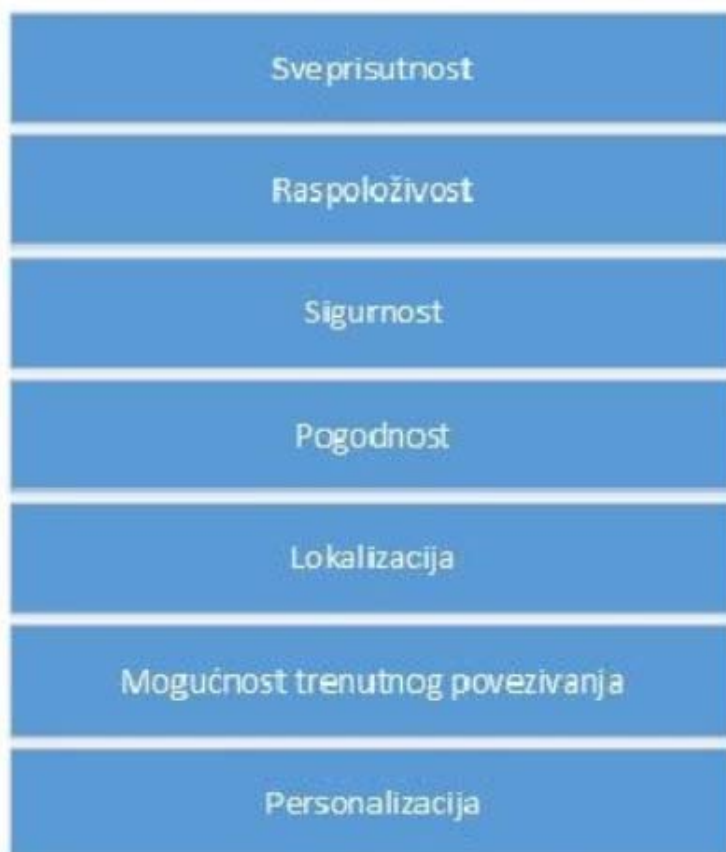 Sveprisutnost
Raspoloživost
Sigurnost
Pogodnost
Lokalizacija
Mogućnost trenutnog povezivanja
Personalizacija